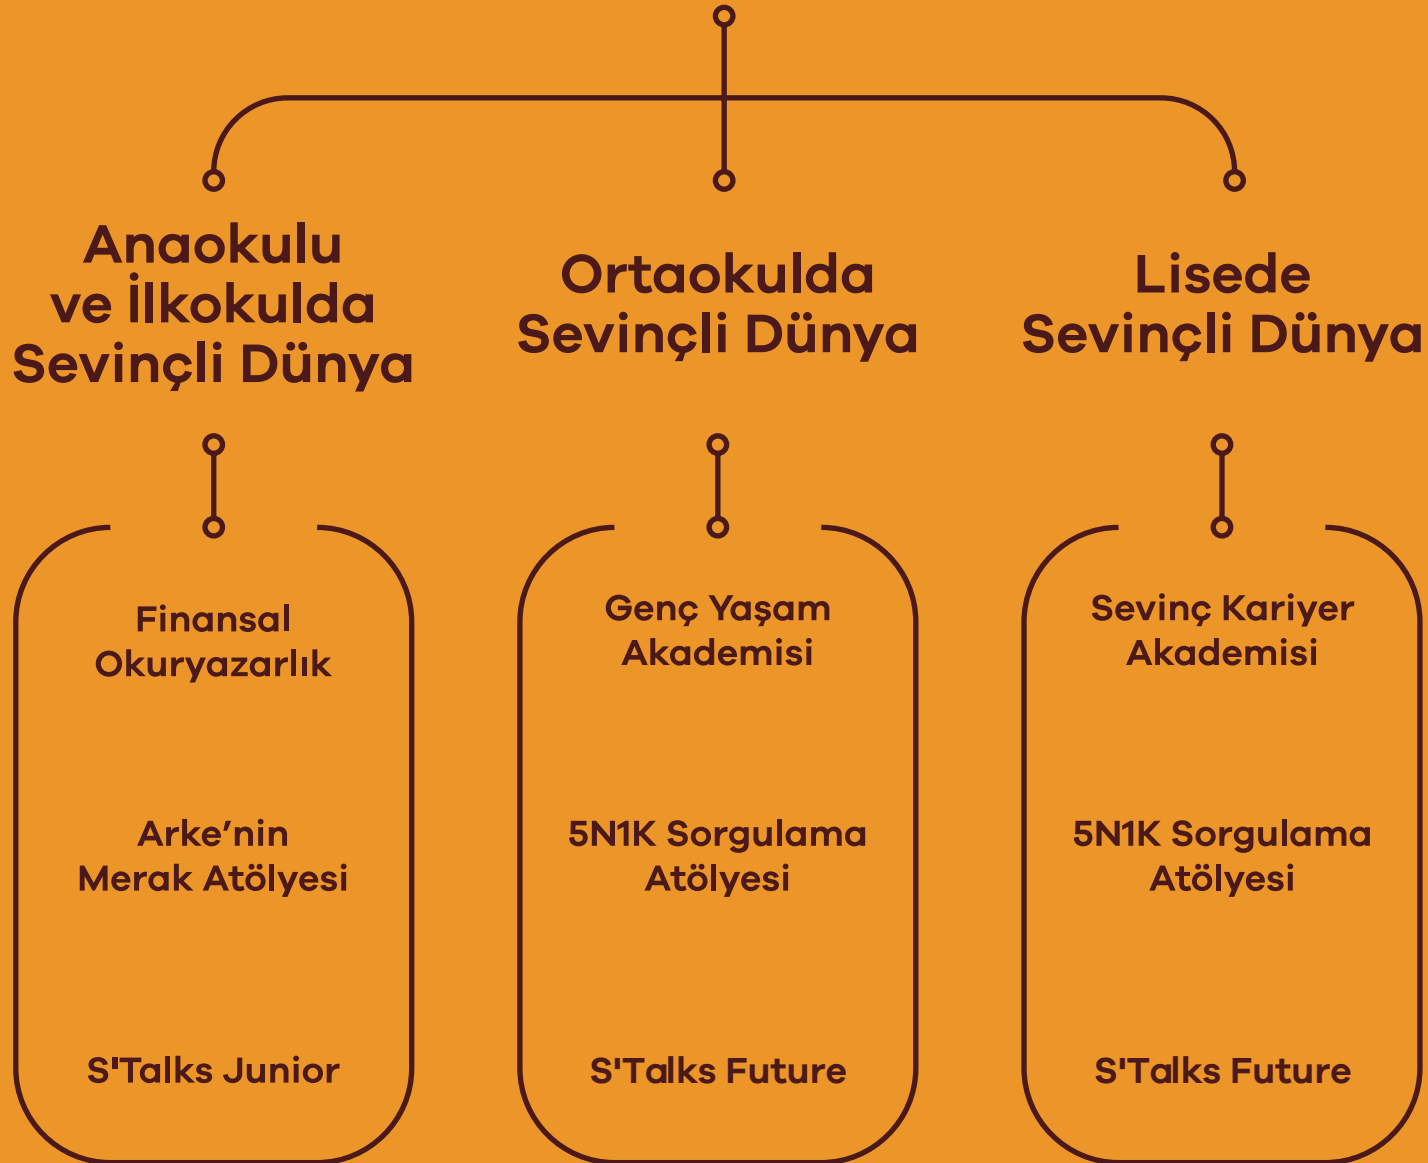 Anaokulu
ve İlkokulda
Sevinçli Dünya
Finansal
Okuryazarlık
Arke’nin
Merak Atölyesi
S'Talks Junior
Ortaokulda
Sevinçli Dünya
Genç Yaşam
Akademisi
5N1K Sorgulama
Atölyesi
S'Talks Future
Lisede
Sevinçli Dünya
Sevinç Kariyer
Akademisi
5N1K Sorgulama
Atölyesi
S'Talks Future